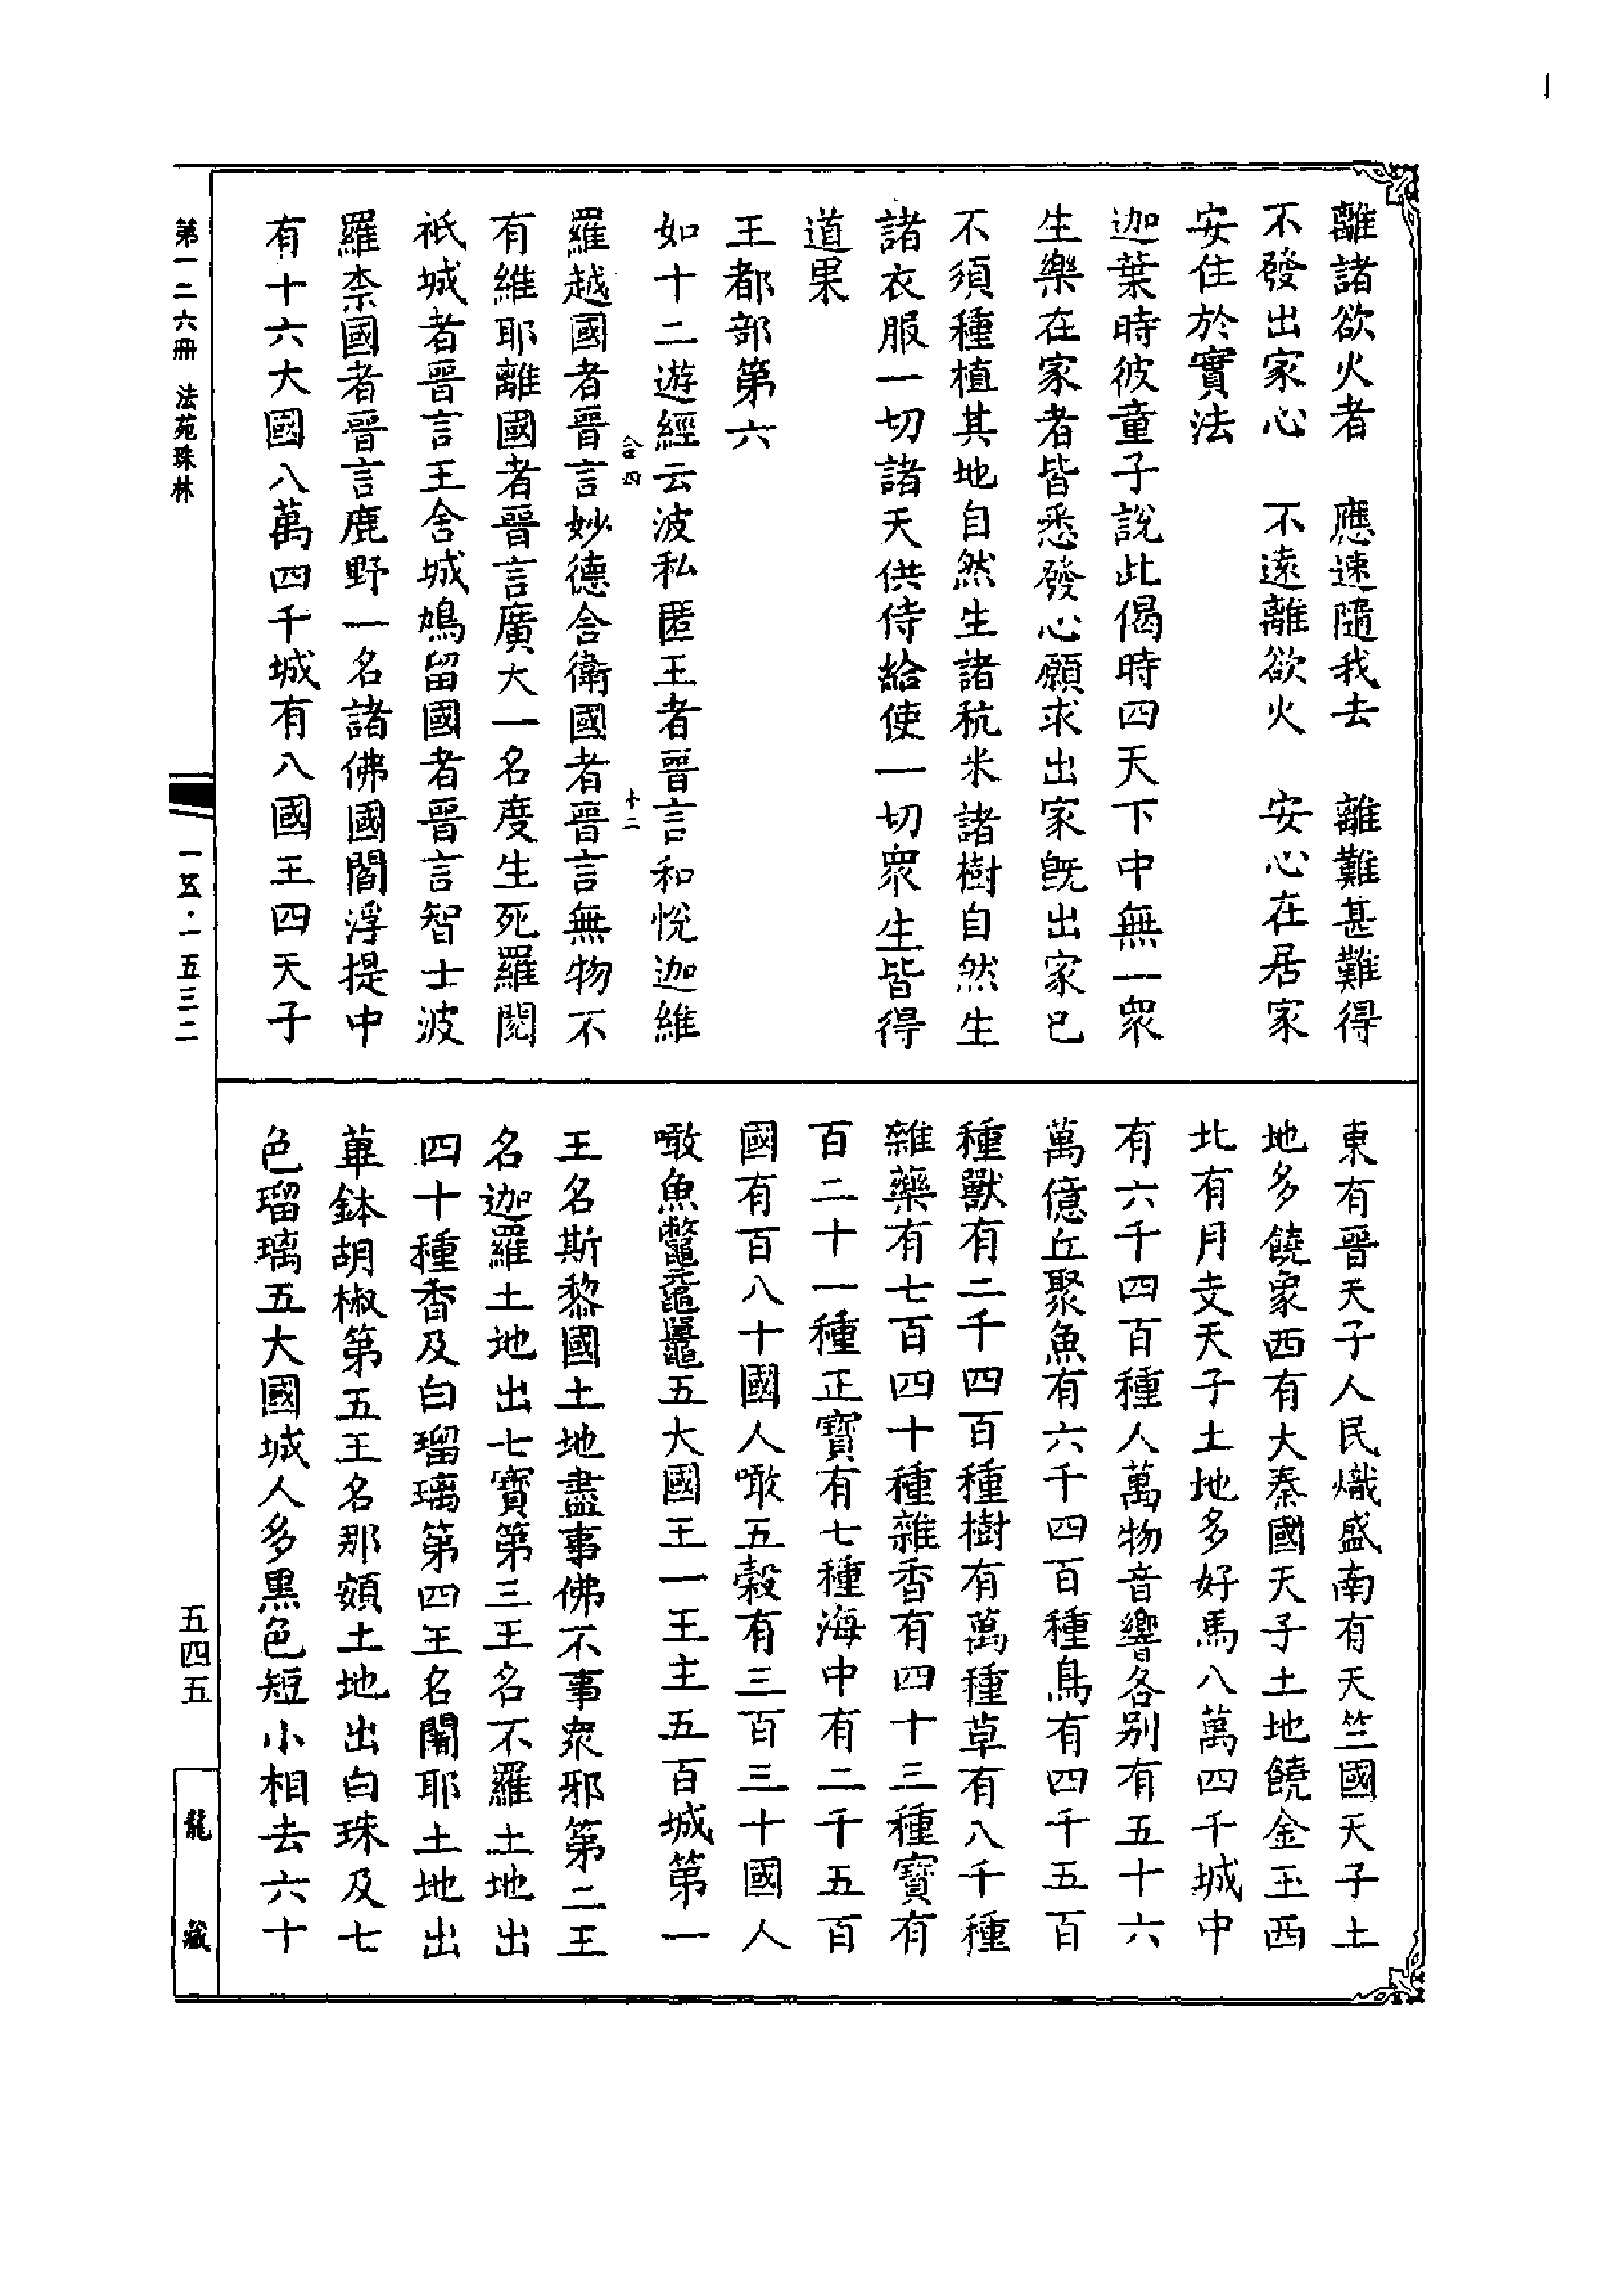 離諸欲火者　應速隨我去　離難甚難得
不發出家心　不遠離欲火　安心在居家
安住於實法
迦葉時彼童子說此偈時四天下中無一眾
生樂在家者皆悉發心願求出家旣出家已
不須種植其地自然生諸秔米諸樹自然生
諸衣服一切諸天供侍給使一切眾生皆得
道果
王都部第六
如十二遊經云波私匿王者晉言和悅迦維
合四　十二
羅越國者晉言妙德舍衛國者晉言無物不
有維耶離國者晉言廣大一名度生死羅閱
祇城者晉言王舍城鳩留國者晉言智士波
羅柰國者晉言鹿野一名諸佛國閻浮提中
有十六大國八萬四千城有八國王四天子
東有晉天子人民熾盛南有天竺國天子土
地多饒象西有大秦國天子土地饒金玉西
北有月支天子土地多好馬八萬四千城中
有六千四百種人萬物音響各別有五十六
萬億丘聚魚有六千四百種鳥有四千五百
種獸有二千四百種樹有萬種草有八千種
雜藥有七百四十種雜香有四十三種寶有
百二十一種正寶有七種海中有二千五百
國有百八十國人噉五穀有三百三十國人
噉魚鼈黿鼉五大國王一王主五百城第一
王名斯黎國土地盡事佛不事眾邪第二王
名迦羅土地出七寶第三王名不羅土地出
四十種香及白瑠璃第四王名闍耶土地出
蓽鉢胡椒第五王名那頞土地出白珠及七
色瑠璃五大國城人多黑色短小相去六十
第一二六冊　法苑珠林
一五·一五三二
五四五
龍藏